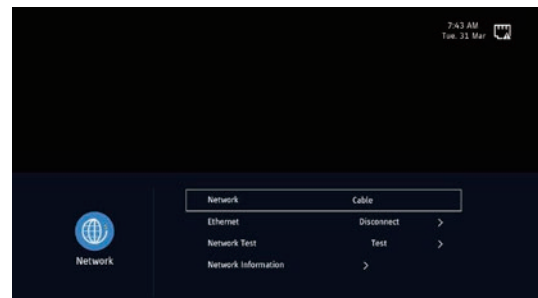 7:43 AM
Tue. 31 Mar
Network Cable
Ethernet Disconnect >
Network Test Test >
Network Information >
Network